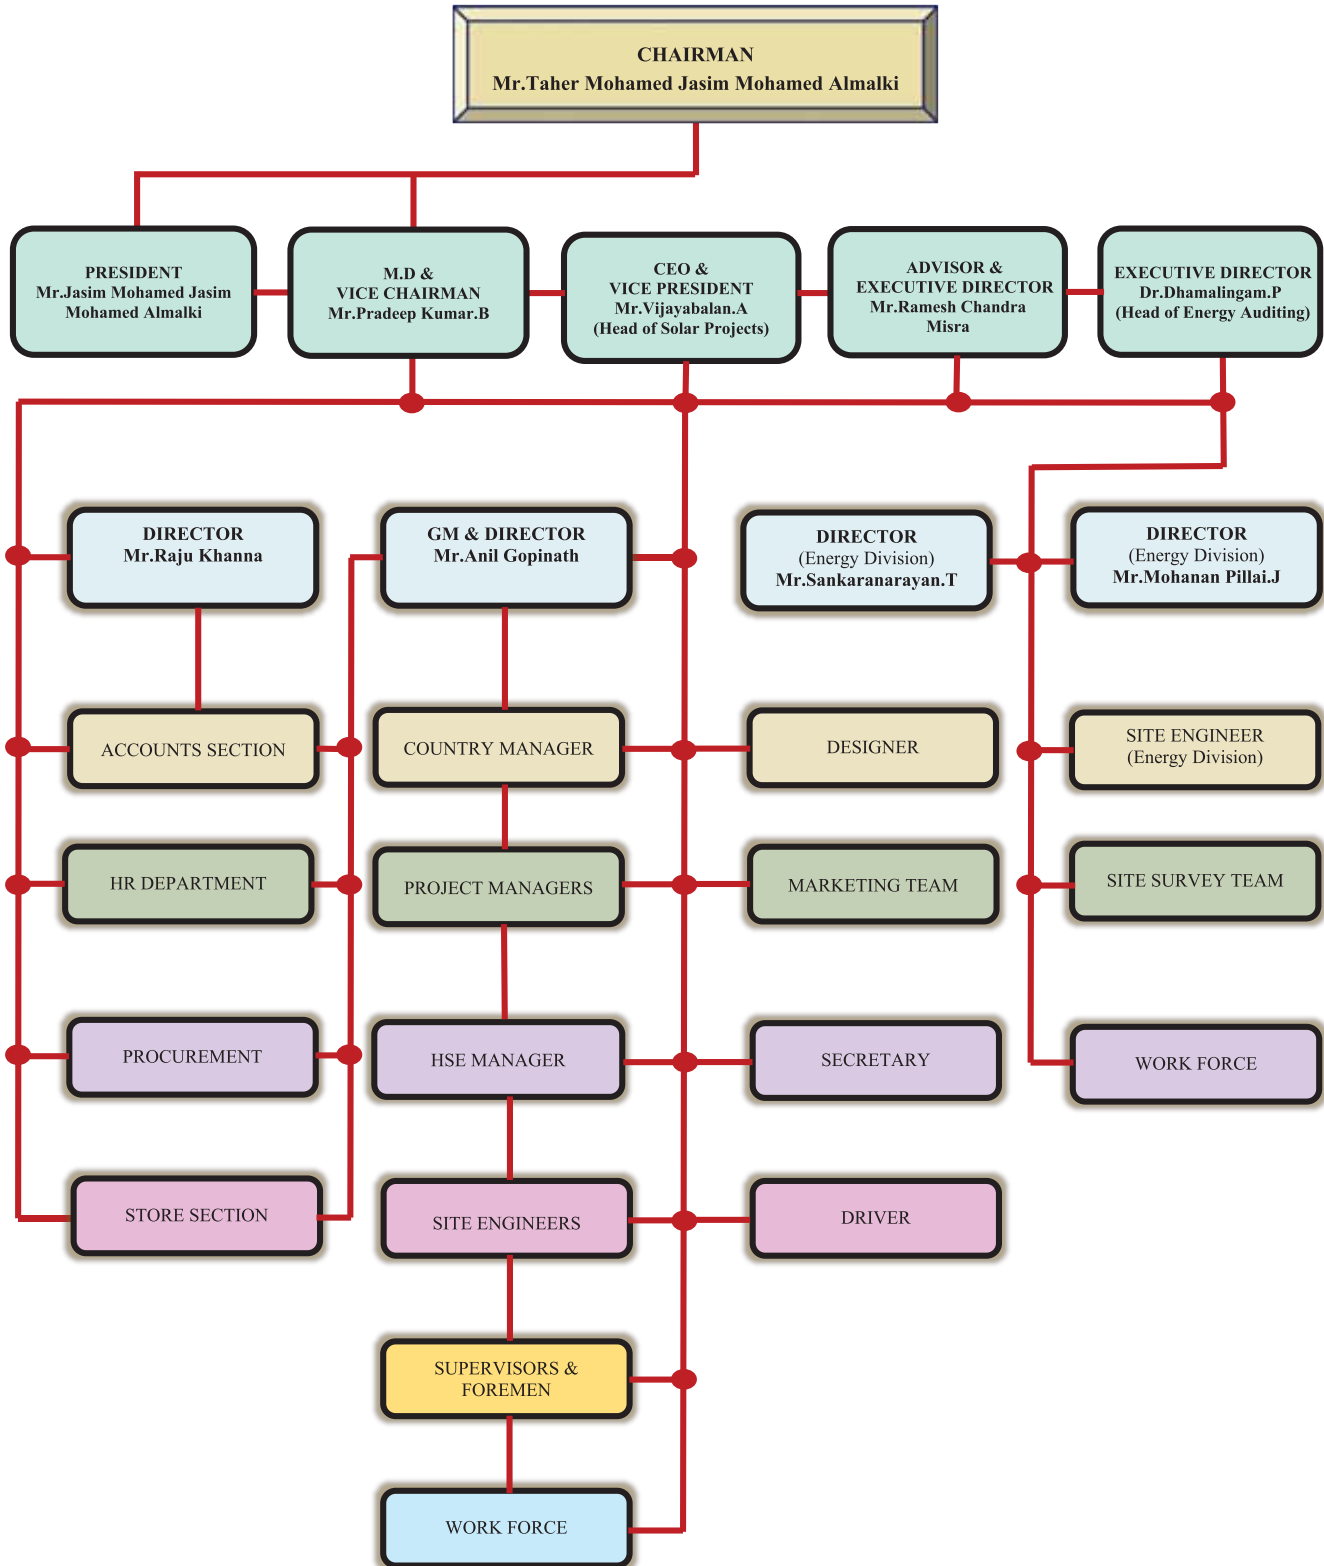 CHAIRMAN
Mr.Taher Mohamed Jasim Mohamed Almalki
PRESIDENT
Mr.Jasim Mohamed Jasim
Mohamed Almalki
M.D &
VICE CHAIRMAN
Mr.Pradeep Kumar.B
CEO &
VICE PRESIDENT
Mr.Vijayabalan.A
(Head of Solar Projects)
ADVISOR &
EXECUTIVE DIRECTOR
Mr.Ramesh Chandra
Misra
EXECUTIVE DIRECTOR
Dr.Dhamalingam.P
(Head of Energy Auditing)
DIRECTOR
Mr.Raju Khanna
GM & DIRECTOR
Mr.Anil Gopinath
DIRECTOR
(Energy Division)
Mr.Sankaranarayan.T
DIRECTOR
(Energy Division)
Mr.Mohanan Pillai.J
ACCOUNTS SECTION
COUNTRY MANAGER
DESIGNER
SITE ENGINEER
(Energy Division)
HR DEPARTMENT
PROJECT MANAGERS
MARKETING TEAM
SITE SURVEY TEAM
PROCUREMENT
HSE MANAGER
SECRETARY
WORK FORCE
STORE SECTION
SITE ENGINEERS
DRIVER
SUPERVISORS &
FOREMEN
WORK FORCE